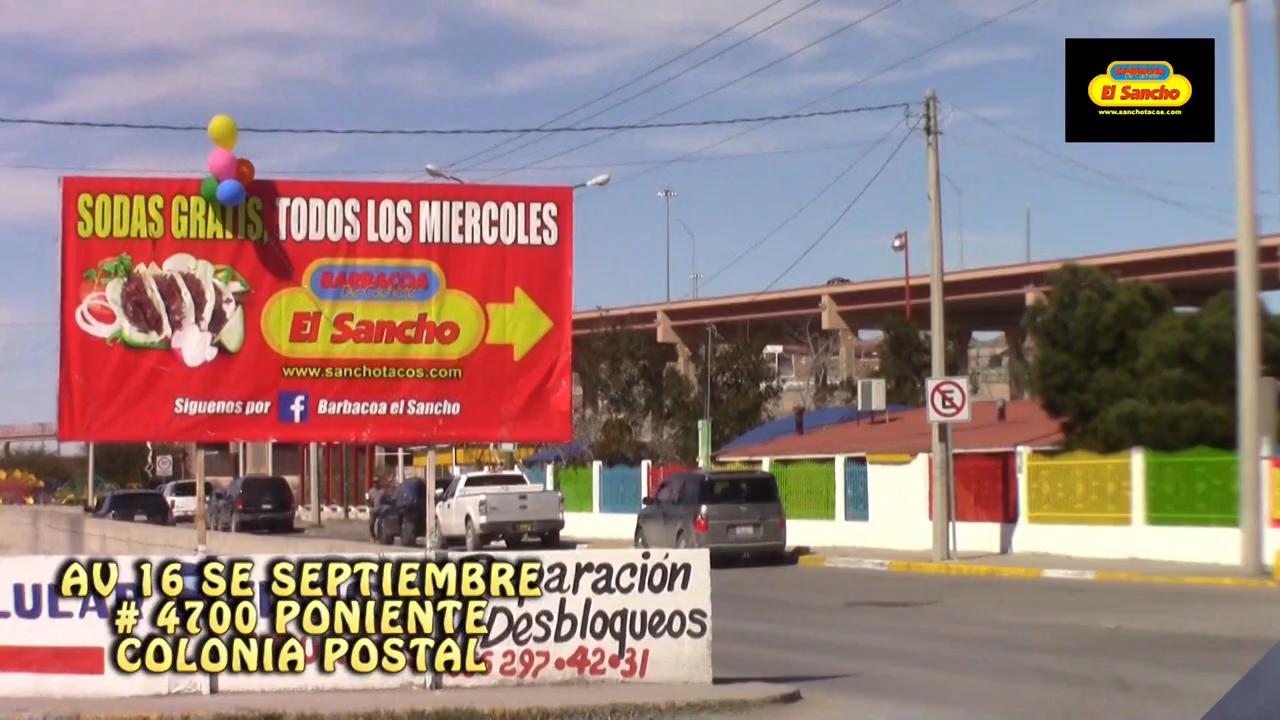 BARBACOA
El Sancho
www.sanchotacos.com
SODAS GRATIS, TODOS LOS MIERCOLES
BARBACOA
El Sancho
www.sanchotacos.com
Siguenos por f Barbacoa el Sancho
E
AV 16 SE SEPTIEMBRE
# 4700 PONIENTE
COLONIA POSTAL
Desbloqueos
297•42•31